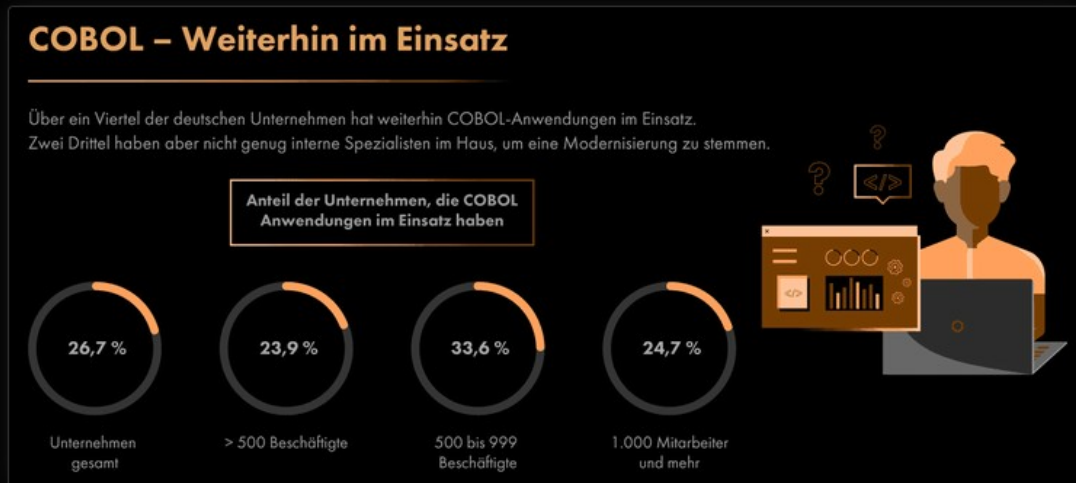 COBOL – Weiterhin im Einsatz
Über ein Viertel der deutschen Unternehmen hat weiterhin COBOL-Anwendungen im Einsatz.
Zwei Drittel haben aber nicht genug interne Spezialisten im Haus, um eine Modernisierung zu stemmen.
Anteil der Unternehmen, die COBOL
Anwendungen im Einsatz haben
</>
</>
26,7 %
23,9 %
33,6 %
24,7 %
Unternehmen
gesamt
> 500 Beschäftigte
500 bis 999
Beschäftigte
1.000 Mitarbeiter
und mehr